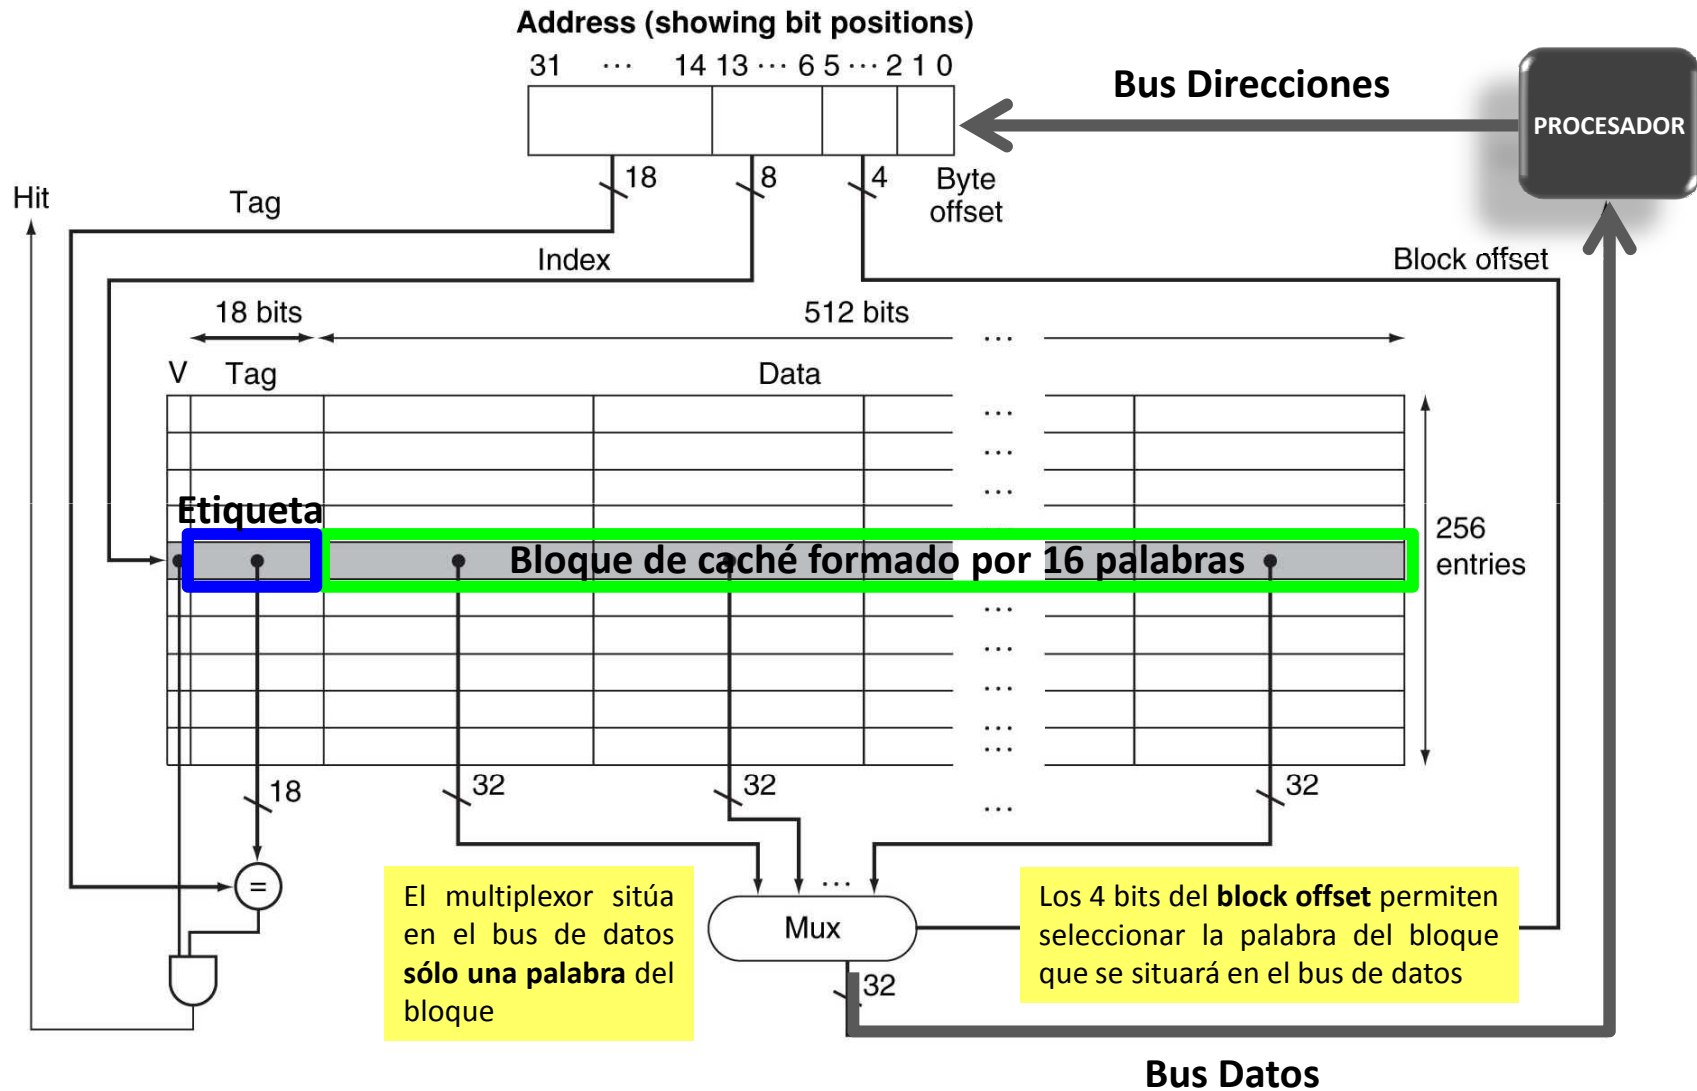 Address (showing bit positions)
31 ··· 14 13 ··· 6 5 ··· 2 1 0
Bus Direcciones
PROCESADOR
18
8
4
Byte
offset
Hit
Tag
Index
Block offset
18 bits
512 bits
···
V
Tag
Data
···
···
···
Etiqueta
Bloque de caché formado por 16 palabras
256
entries
···
···
···
···
···
···
18
32
32
···
32
=
···
Mux
32
El multiplexor sitúa
en el bus de datos
sólo una palabra del
bloque
Los 4 bits del block offset permiten
seleccionar la palabra del bloque
que se situará en el bus de datos
Bus Datos